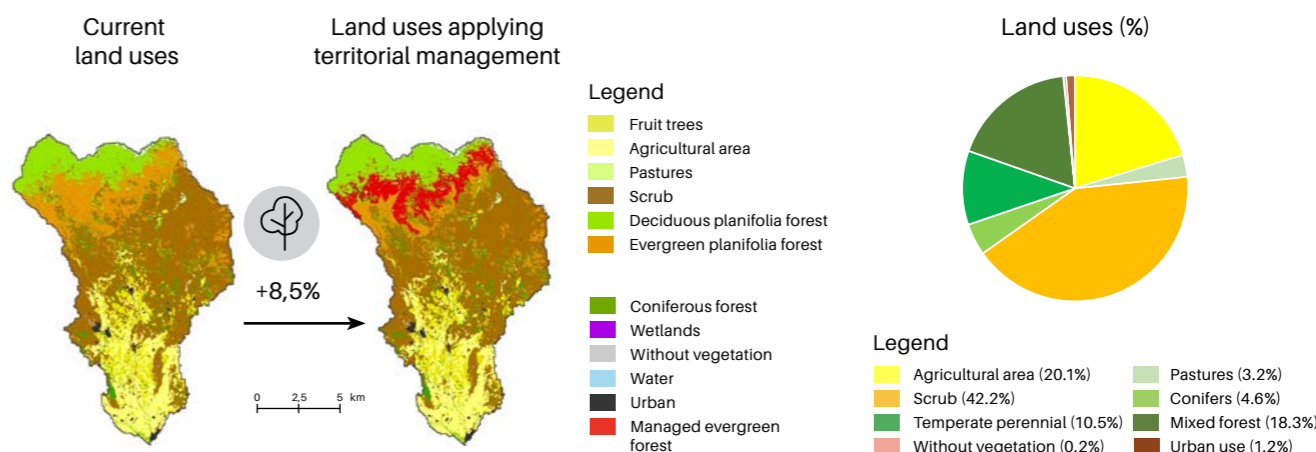 Current
land uses
Land uses applying
territorial management
+8,5%
0 2,5 5 km
Legend
Fruit trees
Agricultural area
Pastures
Scrub
Deciduous planifolia forest
Evergreen planifolia forest
Coniferous forest
Wetlands
Without vegetation
Water
Urban
Managed evergreen
forest
Land uses (%)
Legend
Agricultural area (20.1%)
Scrub (42.2%)
Temperate perennial (10.5%)
Without vegetation (0.2%)
Pastures (3.2%)
Conifers (4.6%)
Mixed forest (18.3%)
Urban use (1.2%)